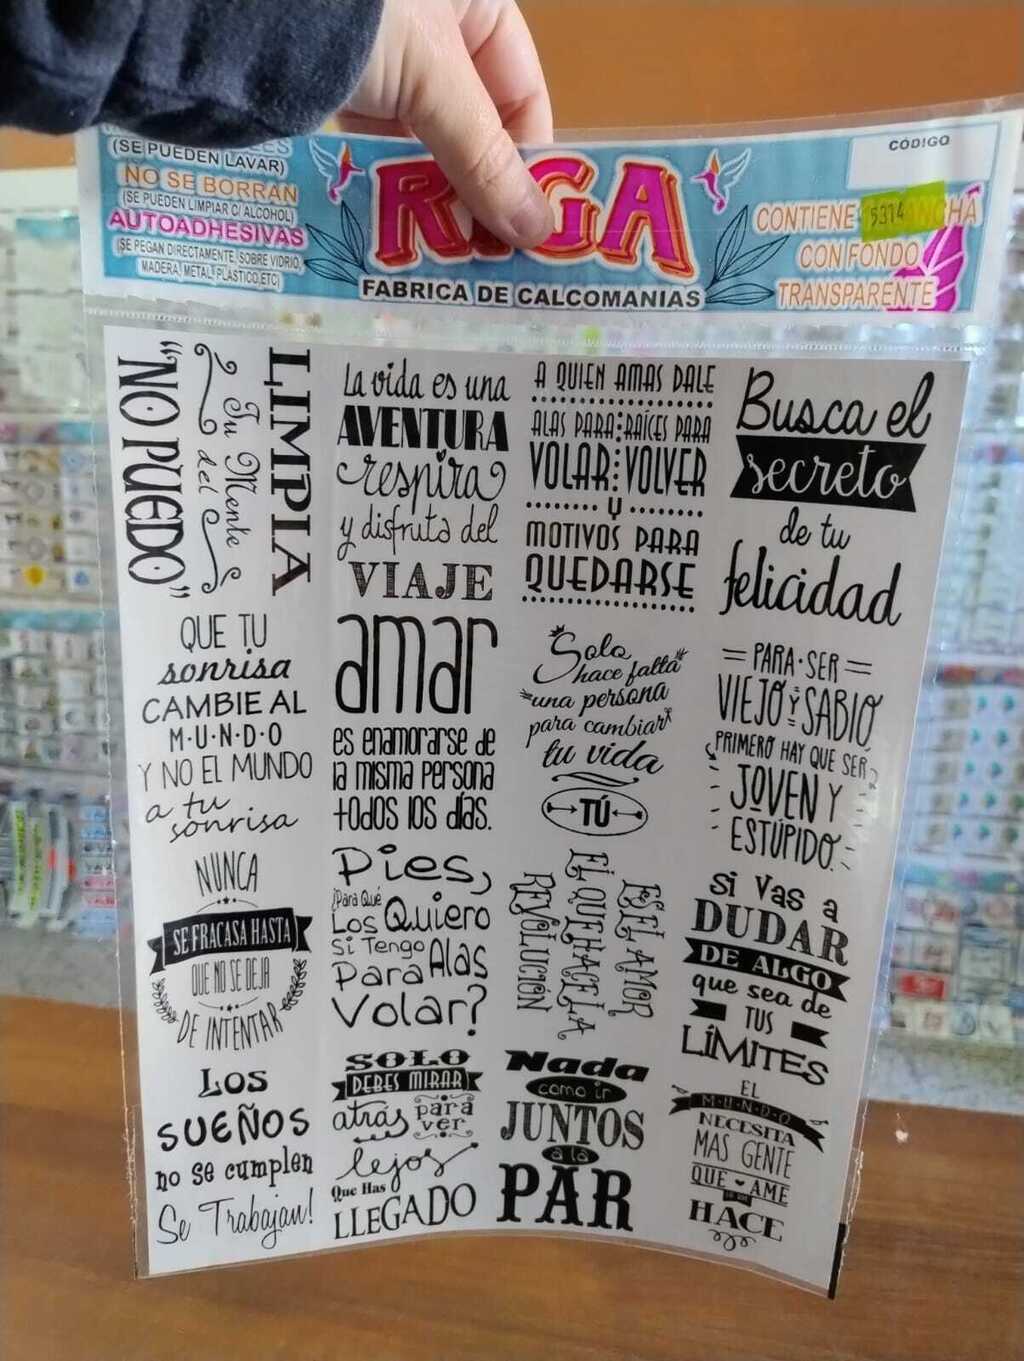 (SE PUEDEN LAVAR)
NO SE BORRAN
(SE PUEDEN LIMPIAR C/ ALCOHOL)
AUTOADHESIVAS
(SE PEGAN DIRECTAMENTE, SOBRE VIDRIO,
MADERA, METAL, PLASTICO ETC)
RIGA
FABRICA DE CALCOMANIAS
CÓDIGO
5314
CONTIENE
CON FONDO
TRANSPARENTE
LIMPIA
Tu Mente
del
"NO PUEDO"
La vida es una
AVENTURA
respira
y disfruta del
VIAJE
A QUIEN AMAS DALE
ALAS PARA RAÍCES PARA
VOLAR VOLVER
Y
MOTIVOS PARA
QUEDARSE
Busca el
secreto
de tu
felicidad
QUE TU
sonrisa
CAMBIE AL
M·U·N·D·O
Y NO EL MUNDO
a tu
sonrisa
amar
es enamorarse de
la misma persona
todos los días.
Solo
hace falta
una persona
para cambiar
tu vida
TÚ
PARA·SER
VIEJO Y SABIO,
PRIMERO HAY QUE SER
JOVEN Y
ESTÚPIDO.
NUNCA
SE FRACASA HASTA
QUE NO SE DEJA
DE INTENTAR
Pies,
¿Para Qué
Los Quiero
Si Tengo
Para Alas
Volar?
ES EL AMOR
EL QUE HACE LA
REVOLUCIÓN
Si Vas a
DUDAR
DE ALGO
que sea de
TUS
LÍMITES
Los
SUEÑOS
no se cumplen
Se Trabajan!
SOLO
DEBES MIRAR
atrás para
ver
lejos
Que Has
LLEGADO
Nada
como ir
JUNTOS
a la
PAR
EL
M·U·N·D·O
NECESITA
MAS GENTE
QUE AME
LO QUE
HACE